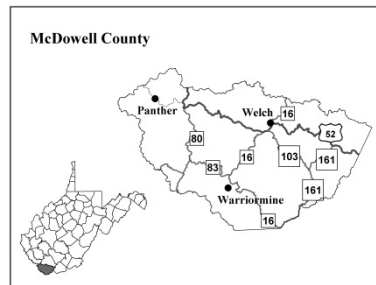 McDowell County
Panther
Welch
16
52
80
16
103
161
83
161
Warriormine
16